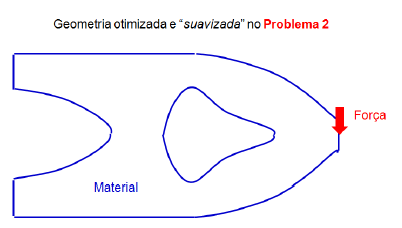 Geometria otimizada e “suavizada” no Problema 2
Força
Material